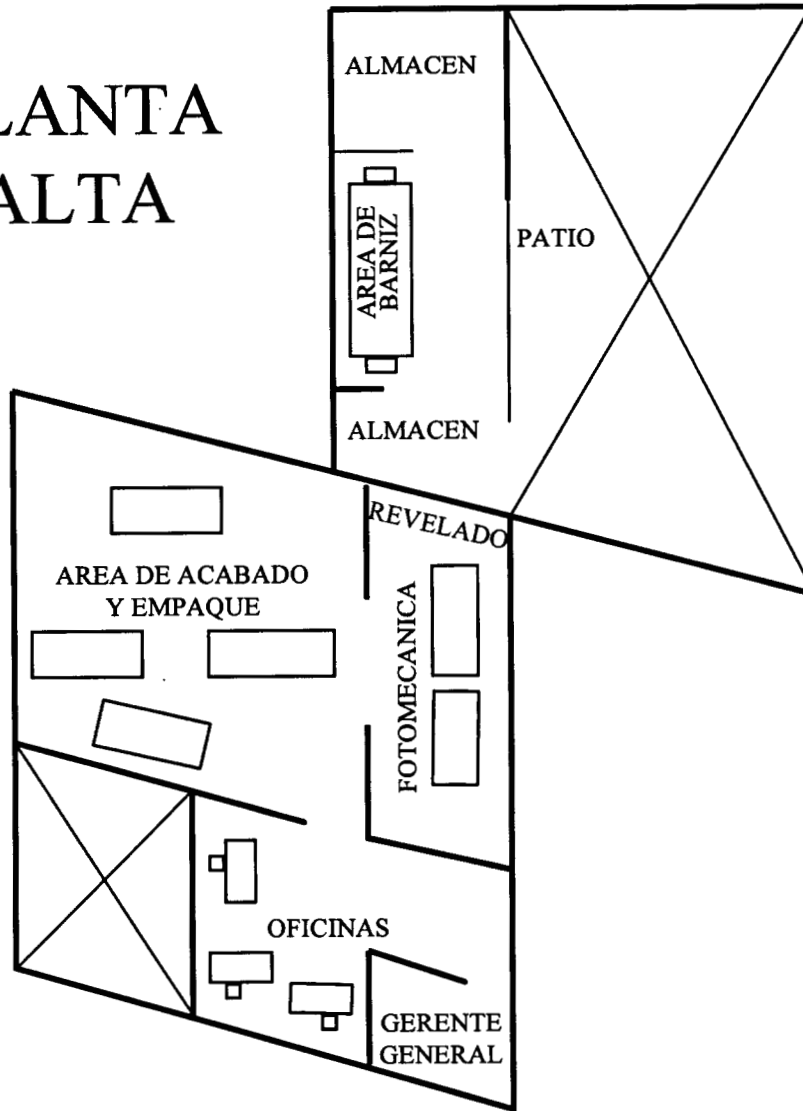 LANTA
ALTA
ALMACEN
AREA DE
BARNIZ
PATIO
ALMACEN
REVELADO
AREA DE ACABADO
Y EMPAQUE
FOTOMECANICA
OFICINAS
GERENTE
GENERAL